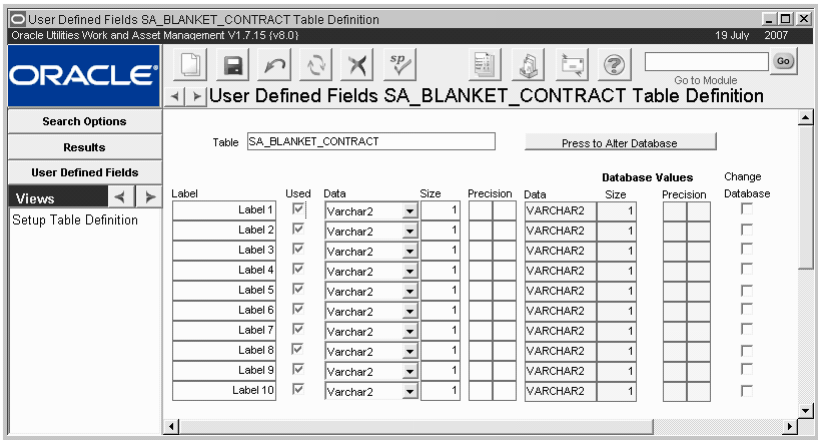 User Defined Fields SA_BLANKET_CONTRACT Table Definition
Oracle Utilities Work and Asset Management V1.7.15 {v8.0} 19 July 2007
ORACLE
sp
Go
Go to Module
User Defined Fields SA_BLANKET_CONTRACT Table Definition
Search Options
Results
User Defined Fields
Views
Setup Table Definition
Table SA_BLANKET_CONTRACT Press to Alter Database
Database Values Change
Label Used Data Size Precision Data Size Precision Database
Label 1 Varchar2 1 VARCHAR2 1
Label 2 Varchar2 1 VARCHAR2 1
Label 3 Varchar2 1 VARCHAR2 1
Label 4 Varchar2 1 VARCHAR2 1
Label 5 Varchar2 1 VARCHAR2 1
Label 6 Varchar2 1 VARCHAR2 1
Label 7 Varchar2 1 VARCHAR2 1
Label 8 Varchar2 1 VARCHAR2 1
Label 9 Varchar2 1 VARCHAR2 1
Label 10 Varchar2 1 VARCHAR2 1